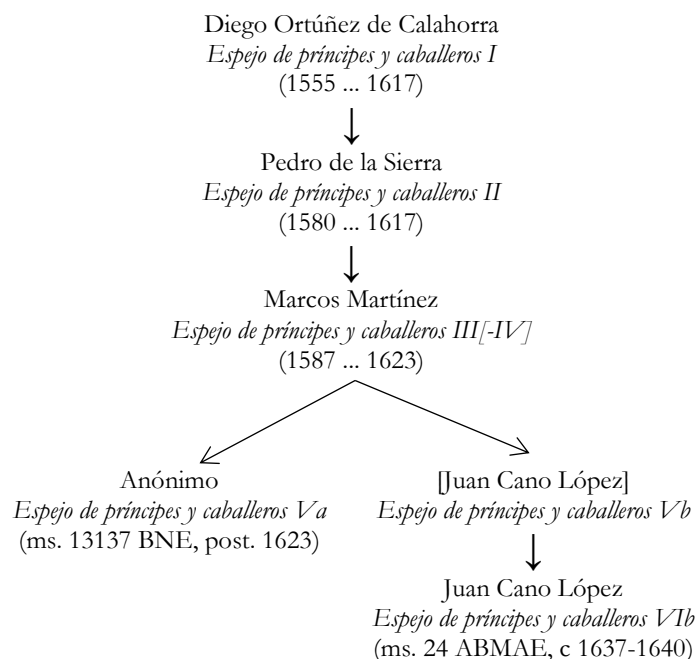 Diego Ortúñez de Calahorra
Espejo de príncipes y caballeros I
(1555 ... 1617)
Pedro de la Sierra
Espejo de príncipes y caballeros II
(1580 ... 1617)
Marcos Martínez
Espejo de príncipes y caballeros III[-IV]
(1587 ... 1623)
Anónimo
Espejo de príncipes y caballeros Va
(ms. 13137 BNE, post. 1623)
[Juan Cano López]
Espejo de príncipes y caballeros Vb
Juan Cano López
Espejo de príncipes y caballeros VIb
(ms. 24 ABMAE, c 1637-1640)